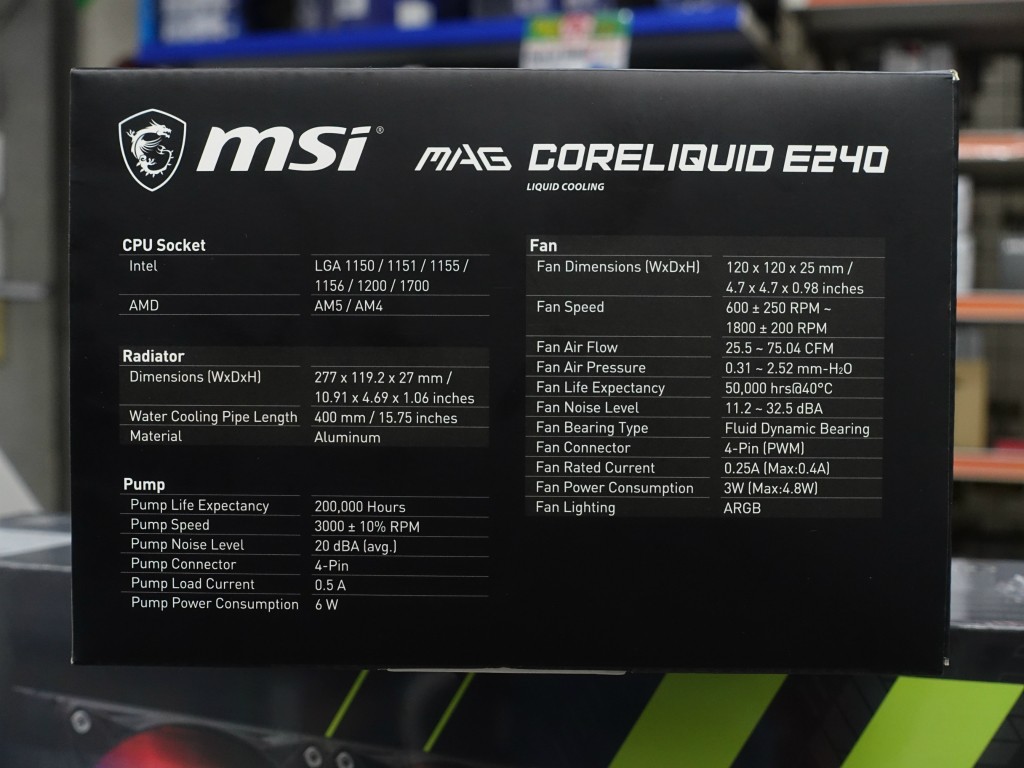 msi®
MAG CORELIQUID E240
LIQUID COOLING
CPU Socket
Intel LGA 1150 / 1151 / 1155 /
1156 / 1200 / 1700
AMD AM5 / AM4
Radiator
Dimensions (WxDxH) 277 x 119.2 x 27 mm /
10.91 x 4.69 x 1.06 inches
Water Cooling Pipe Length 400 mm / 15.75 inches
Material Aluminum
Pump
Pump Life Expectancy 200,000 Hours
Pump Speed 3000 ± 10% RPM
Pump Noise Level 20 dBA (avg.)
Pump Connector 4-Pin
Pump Load Current 0.5 A
Pump Power Consumption 6 W
Fan
Fan Dimensions (WxDxH) 120 x 120 x 25 mm /
4.7 x 4.7 x 0.98 inches
Fan Speed 600 ± 250 RPM ~
1800 ± 200 RPM
Fan Air Flow 25.5 ~ 75.04 CFM
Fan Air Pressure 0.31 ~ 2.52 mm-H₂O
Fan Life Expectancy 50,000 hrs@40°C
Fan Noise Level 11.2 ~ 32.5 dBA
Fan Bearing Type Fluid Dynamic Bearing
Fan Connector 4-Pin (PWM)
Fan Rated Current 0.25A (Max:0.4A)
Fan Power Consumption 3W (Max:4.8W)
Fan Lighting ARGB